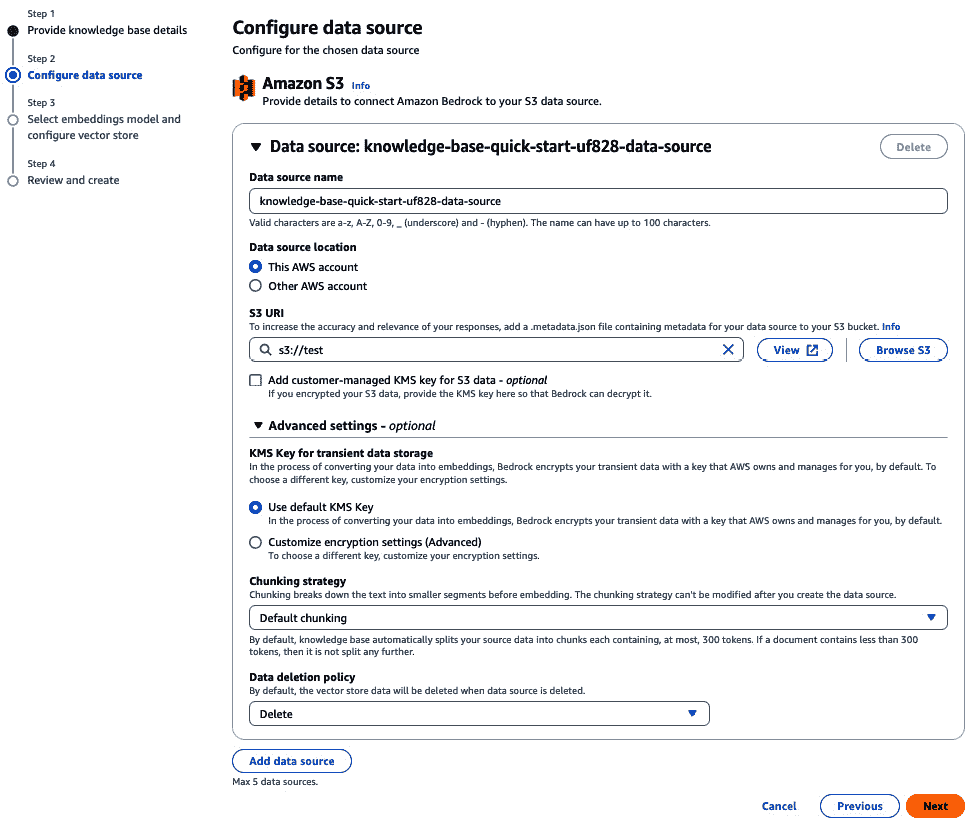 Step 1
Provide knowledge base details
Step 2
Configure data source
Step 3
Select embeddings model and
configure vector store
Step 4
Review and create
Configure data source
Configure for the chosen data source
Amazon S3 Info
Provide details to connect Amazon Bedrock to your S3 data source.
Data source: knowledge-base-quick-start-uf828-data-source
Delete
Data source name
knowledge-base-quick-start-uf828-data-source
Valid characters are a-z, A-Z, 0-9, _ (underscore) and - (hyphen). The name can have up to 100 characters.
Data source location
This AWS account
Other AWS account
S3 URI
To increase the accuracy and relevance of your responses, add a .metadata.json file containing metadata for your data source to your S3 bucket. Info
s3://test
View
Browse S3
Add customer-managed KMS key for S3 data - optional
If you encrypted your S3 data, provide the KMS key here so that Bedrock can decrypt it.
Advanced settings - optional
KMS Key for transient data storage
In the process of converting your data into embeddings, Bedrock encrypts your transient data with a key that AWS owns and manages for you, by default. To
choose a different key, customize your encryption settings.
Use default KMS Key
In the process of converting your data into embeddings, Bedrock encrypts your transient data with a key that AWS owns and manages for you, by default.
Customize encryption settings (Advanced)
To choose a different key, customize your encryption settings.
Chunking strategy
Chunking breaks down the text into smaller segments before embedding. The chunking strategy can't be modified after you create the data source.
Default chunking
By default, knowledge base automatically splits your source data into chunks each containing, at most, 300 tokens. If a document contains less than 300
tokens, then it is not split any further.
Data deletion policy
By default, the vector store data will be deleted when data source is deleted.
Delete
Add data source
Max 5 data sources.
Cancel
Previous
Next